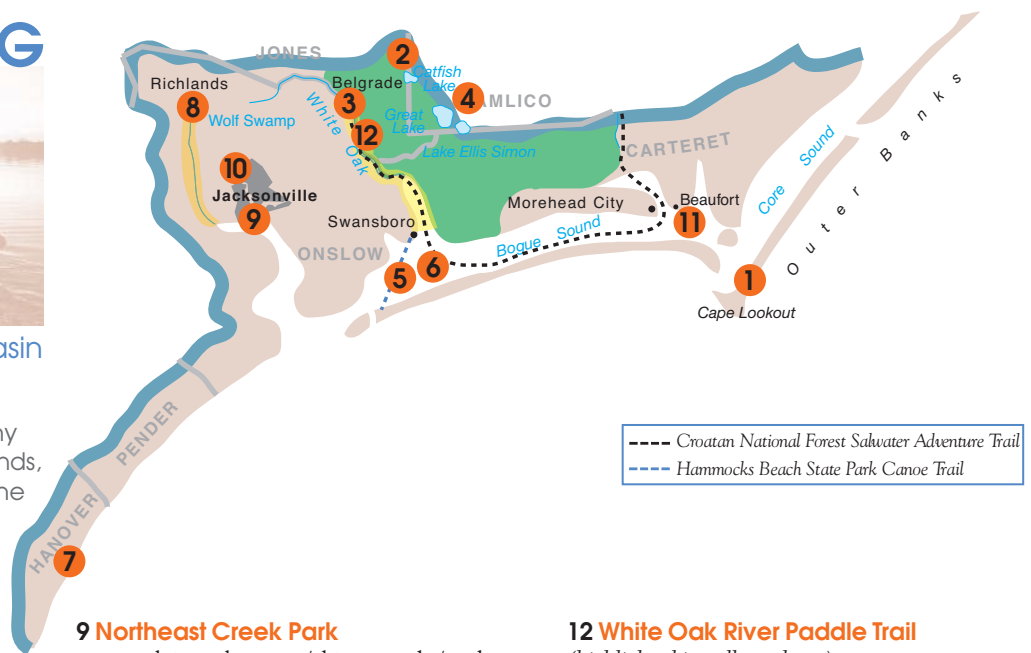 G
asin
ny
nds,
ne
JONES
2
Catfish
Lake
Richlands
Belgrade
8
3
4
AMLICO
Wolf Swamp
White Oak
Great
Lake
12
Lake Ellis Simon
CARTERET
10
Jacksonville
9
Swansboro
Morehead City
Beaufort
11
ONSLOW
Bogue Sound
Core Sound
Outer Banks
5
6
1
Cape Lookout
PENDER
HANOVER
7
Croatan National Forest Salwater Adventure Trail
Hammocks Beach State Park Canoe Trail
9 Northeast Creek Park
12 White Oak River Paddle Trail